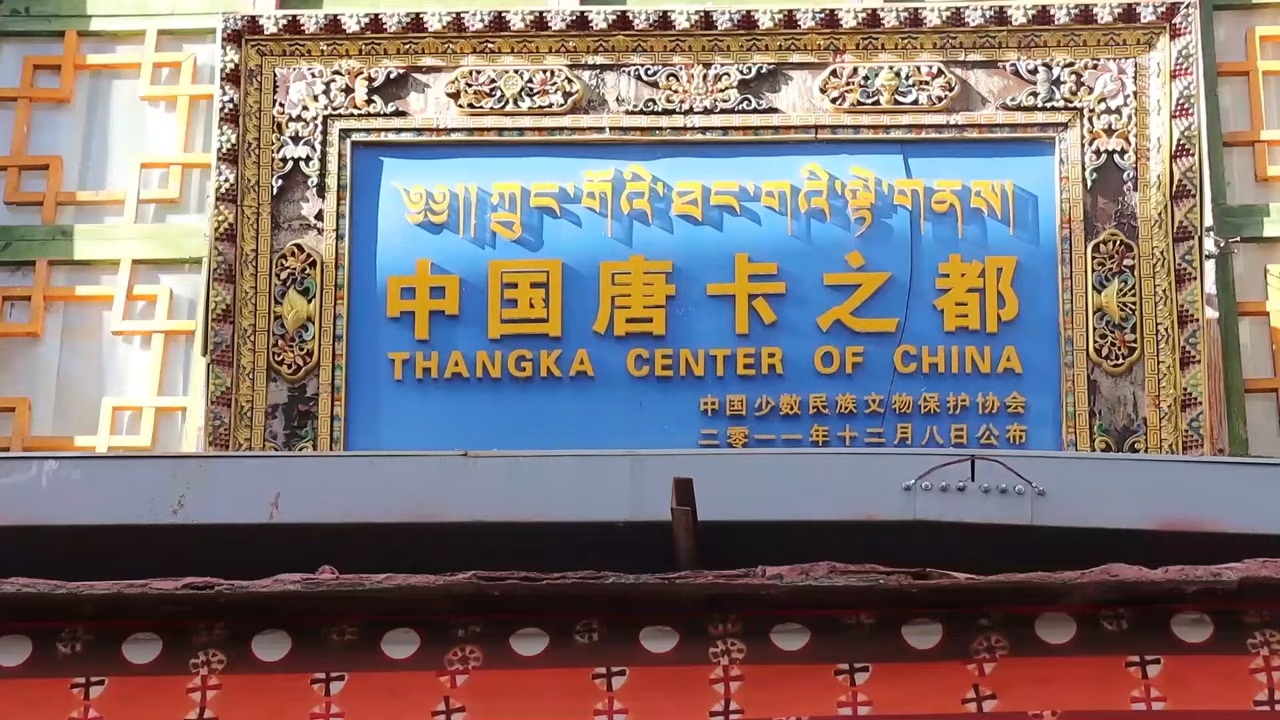 ༄༅།།ཀྲུང་གོའི་ཐང་གའི་ལྟེ་གནས།
中国唐卡之都
THANGKA CENTER OF CHINA
中国少数民族文物保护协会
二零一一年十二月八日公布